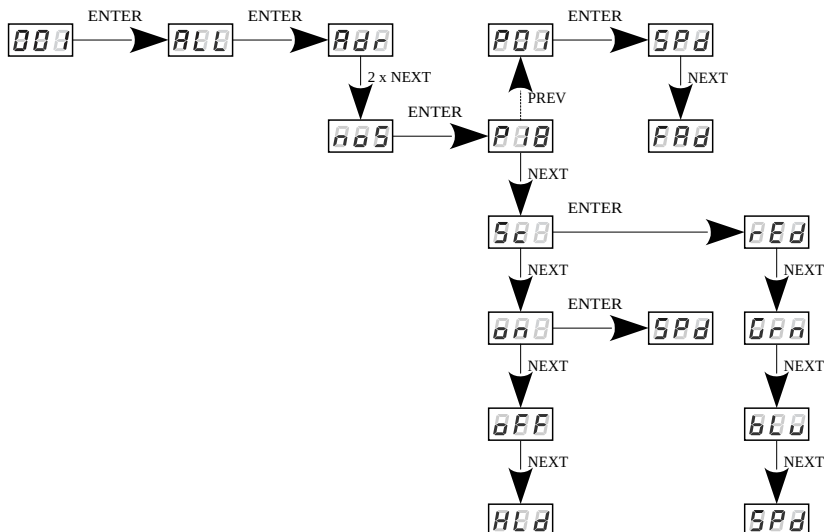 ENTER ENTER ENTER
001 ALL Adr P01 SPd
2 x NEXT NEXT
PREV
ENTER
noS P18 FAd
NEXT
ENTER
Sc rEd
NEXT NEXT
ENTER
on SPd Grn
NEXT NEXT
oFF bLu
NEXT NEXT
HLd SPd